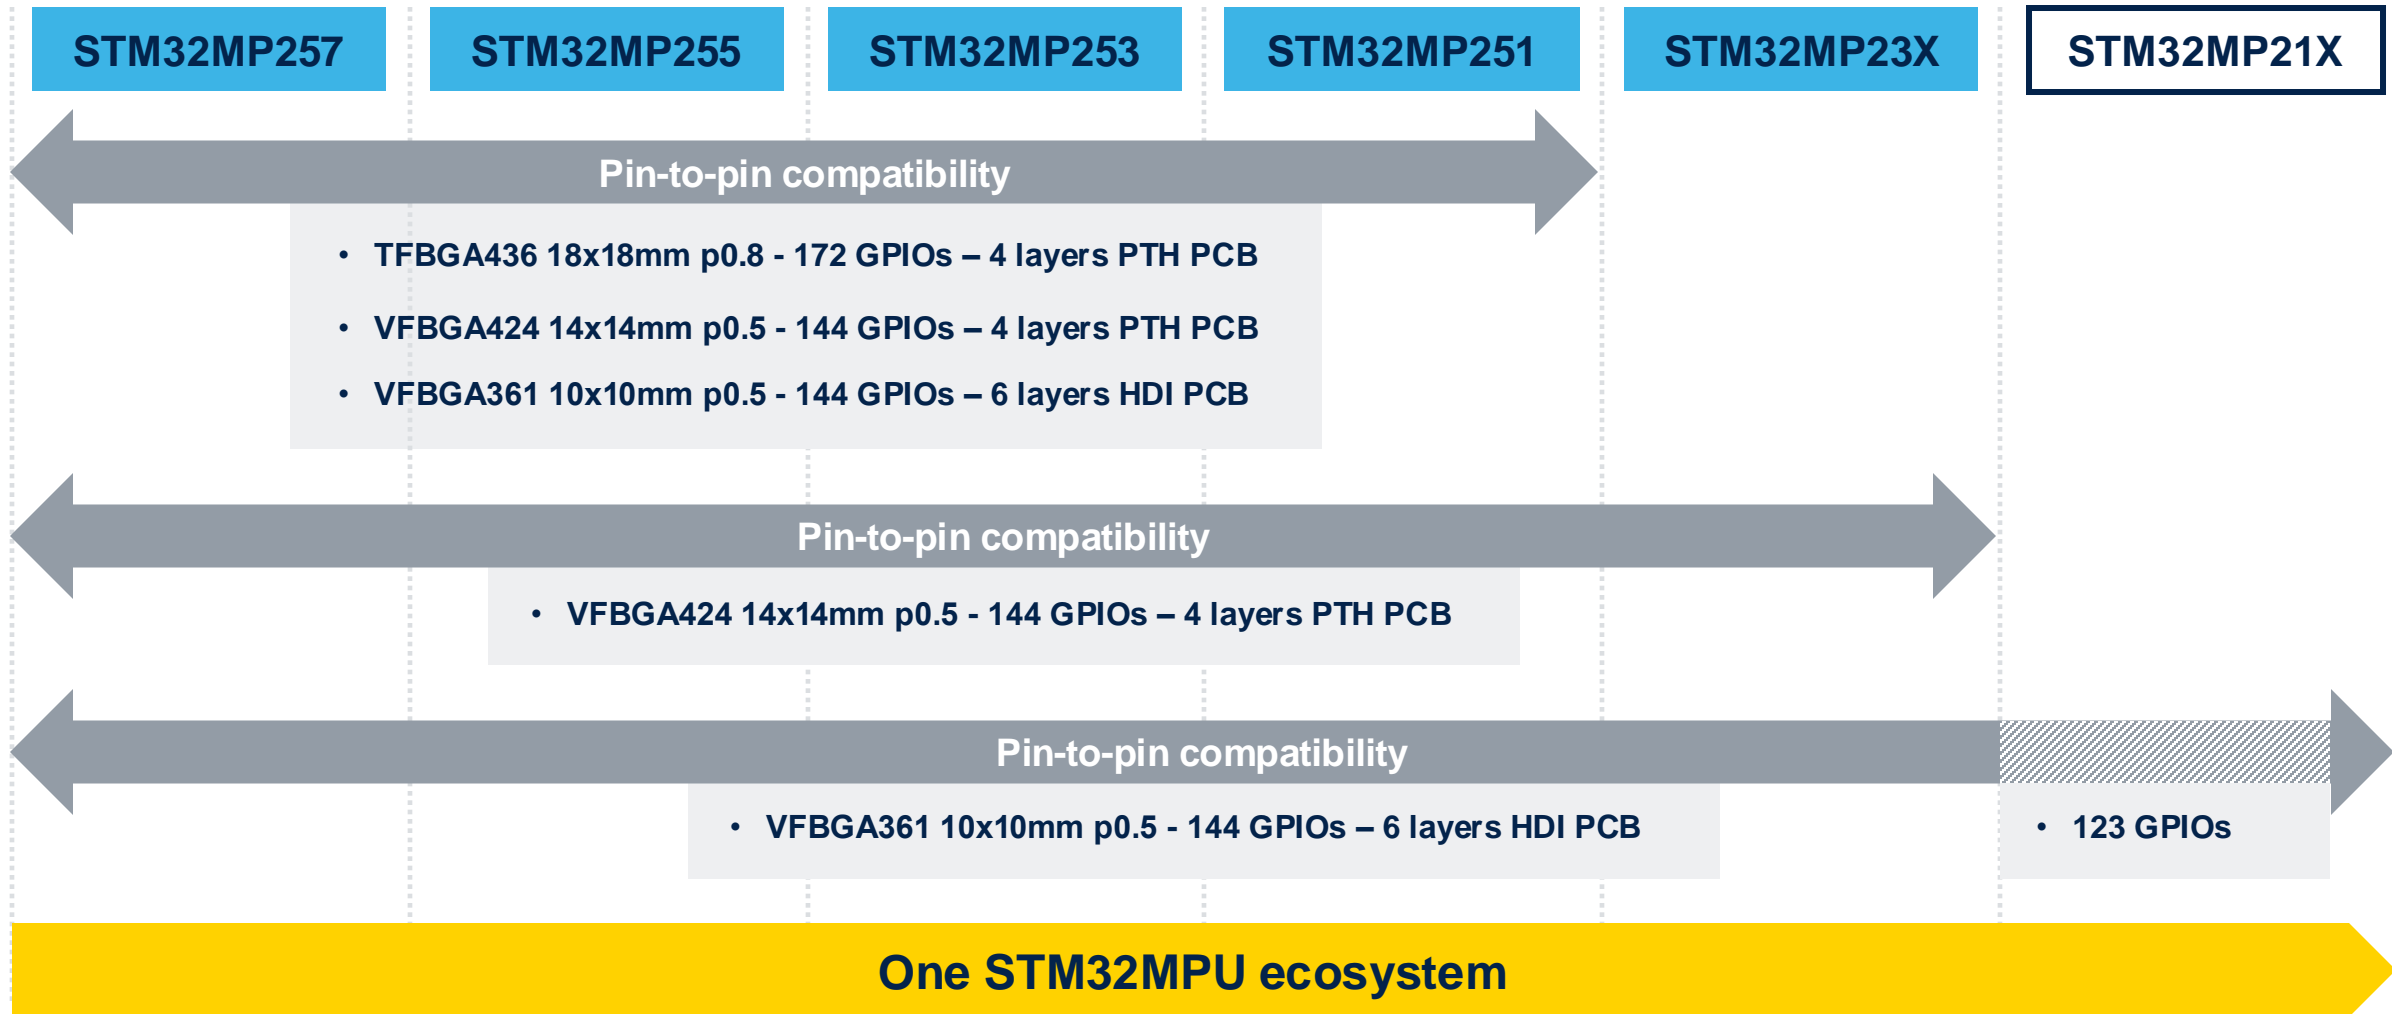 STM32MP257
STM32MP255
STM32MP253
STM32MP251
STM32MP23X
STM32MP21X
Pin-to-pin compatibility
• TFBGA436 18x18mm p0.8 - 172 GPIOs – 4 layers PTH PCB
• VFBGA424 14x14mm p0.5 - 144 GPIOs – 4 layers PTH PCB
• VFBGA361 10x10mm p0.5 - 144 GPIOs – 6 layers HDI PCB
Pin-to-pin compatibility
• VFBGA424 14x14mm p0.5 - 144 GPIOs – 4 layers PTH PCB
Pin-to-pin compatibility
• VFBGA361 10x10mm p0.5 - 144 GPIOs – 6 layers HDI PCB
• 123 GPIOs
One STM32MPU ecosystem